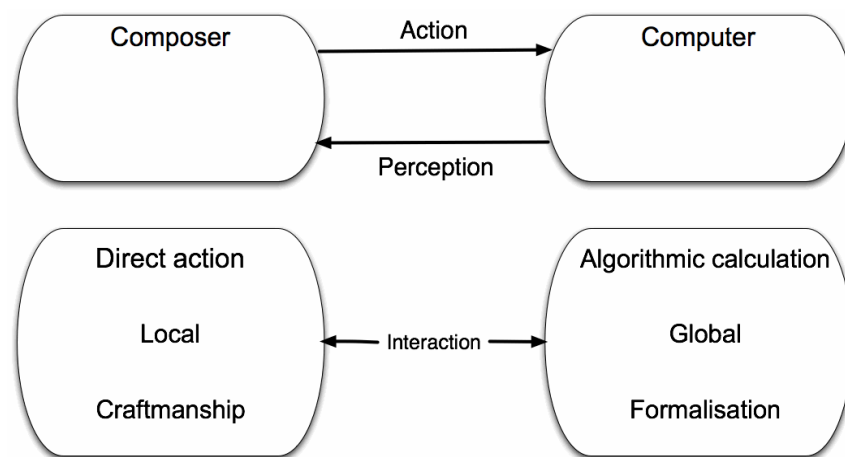 Composer
Action
Computer
Perception
Direct action
Algorithmic calculation
Local
Interaction
Global
Craftmanship
Formalisation